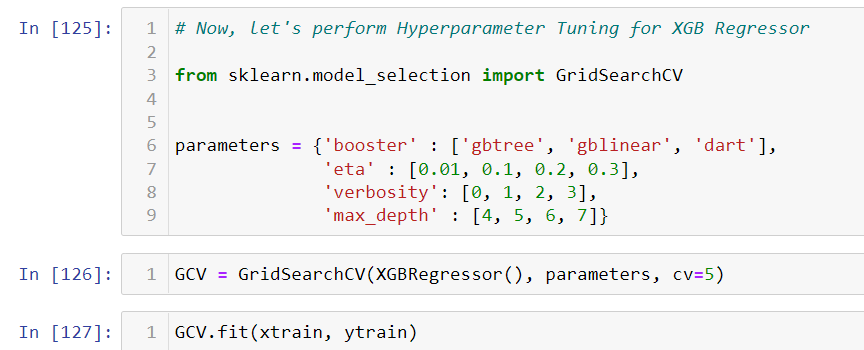 In [125]:
1 # Now, let's perform Hyperparameter Tuning for XGB Regressor
2
3 from sklearn.model_selection import GridSearchCV
4
5
6 parameters = {'booster' : ['gbtree', 'gblinear', 'dart'],
7 'eta' : [0.01, 0.1, 0.2, 0.3],
8 'verbosity': [0, 1, 2, 3],
9 'max_depth' : [4, 5, 6, 7]}
In [126]:
1 GCV = GridSearchCV(XGBRegressor(), parameters, cv=5)
In [127]:
1 GCV.fit(xtrain, ytrain)